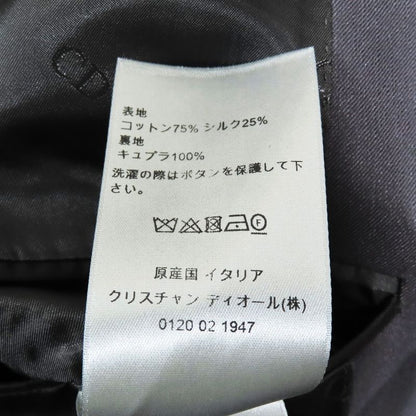 CD
表地
コットン75% シルク25%
裏地
キュプラ100%
洗濯の際はボタンを保護して下
さい。
F
原産国 イタリア
クリスチャン ディオール(株)
0120 02 1947